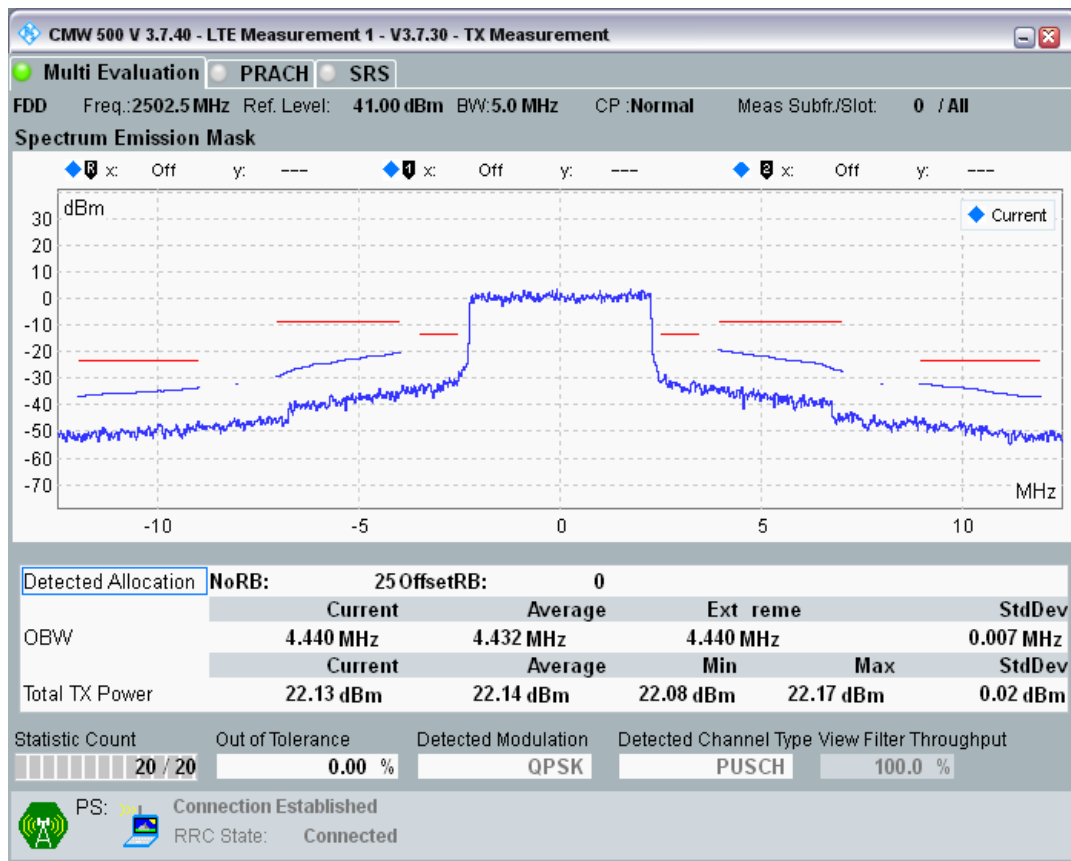 CMW 500 V 3.7.40 - LTE Measurement 1 - V3.7.30 - TX Measurement
Multi Evaluation PRACH SRS
FDD Freq.:2502.5 MHz Ref. Level: 41.00 dBm BW:5.0 MHz CP :Normal Meas Subfr./Slot: 0 / All
Spectrum Emission Mask
R x: Off y: --- 1 x: Off y: --- 2 x: Off y: ---
dBm
Current
30
20
10
0
-10
-20
-30
-40
-50
-60
-70
MHz
-10 -5 0 5 10
Detected Allocation NoRB: 25 OffsetRB: 0
Current Average Ext reme StdDev
OBW 4.440 MHz 4.432 MHz 4.440 MHz 0.007 MHz
Current Average Min Max StdDev
Total TX Power 22.13 dBm 22.14 dBm 22.08 dBm 22.17 dBm 0.02 dBm
Statistic Count Out of Tolerance Detected Modulation Detected Channel Type View Filter Throughput
20 / 20 0.00 % QPSK PUSCH 100.0 %
PS: Connection Established
RRC State: Connected